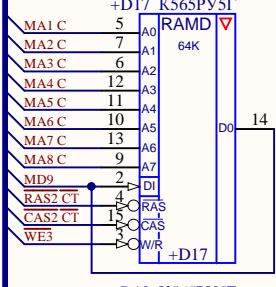 +D17 K565РУ5Г
MA1 C 5 A0 RAMD
MA2 C 7 A1 64K
MA3 C 6 A2
MA4 C 12 A3
MA5 C 11 A4
MA6 C 10 A5 D0 14
MA7 C 13 A6
MA8 C 9 A7
MD9 2 DI
RAS2 CT 4 RAS
CAS2 CT 15 CAS
WE3 3 W/R
+D17